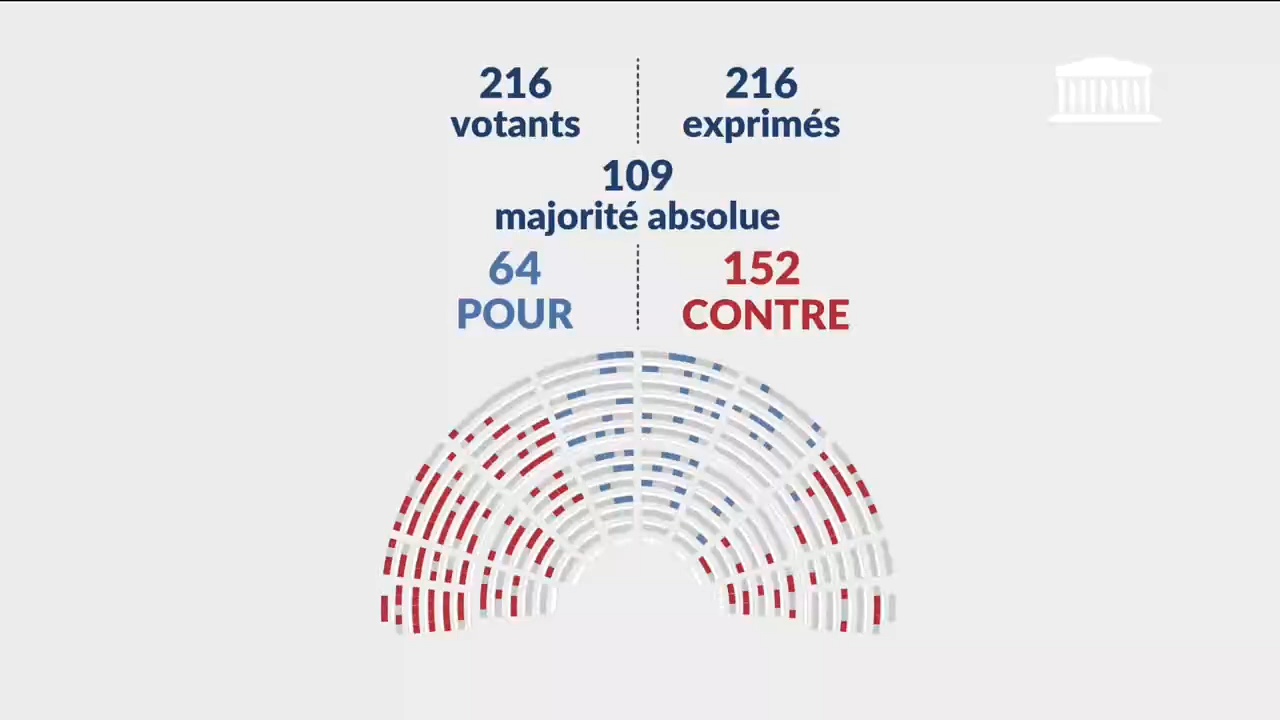 216
votants
216
exprimés
109
majorité absolue
64
POUR
152
CONTRE